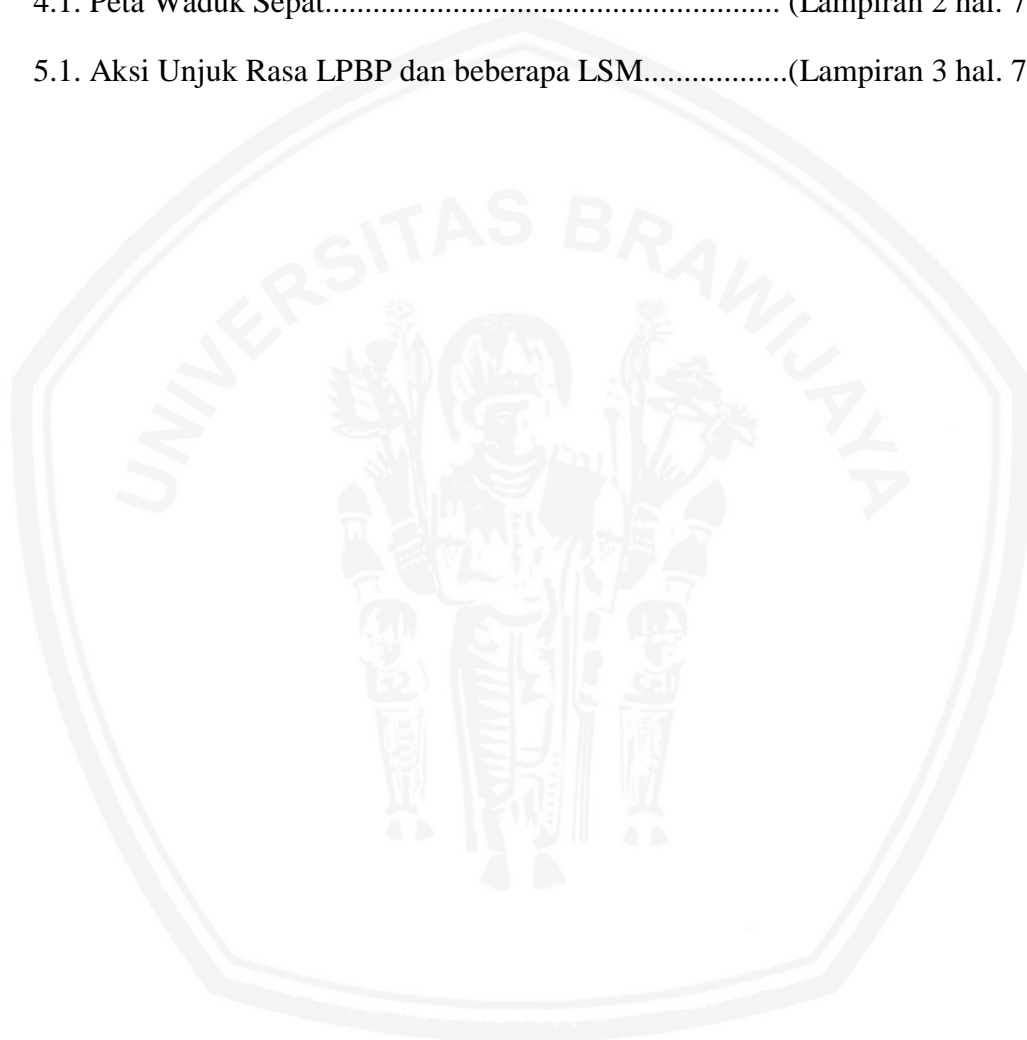 4.1. Peta Waduk Sepat......................................................... (Lampiran 2 hal. 7
5.1. Aksi Unjuk Rasa LPBP dan beberapa LSM..................(Lampiran 3 hal. 7
UNIVERSITAS BRAWIJAYA